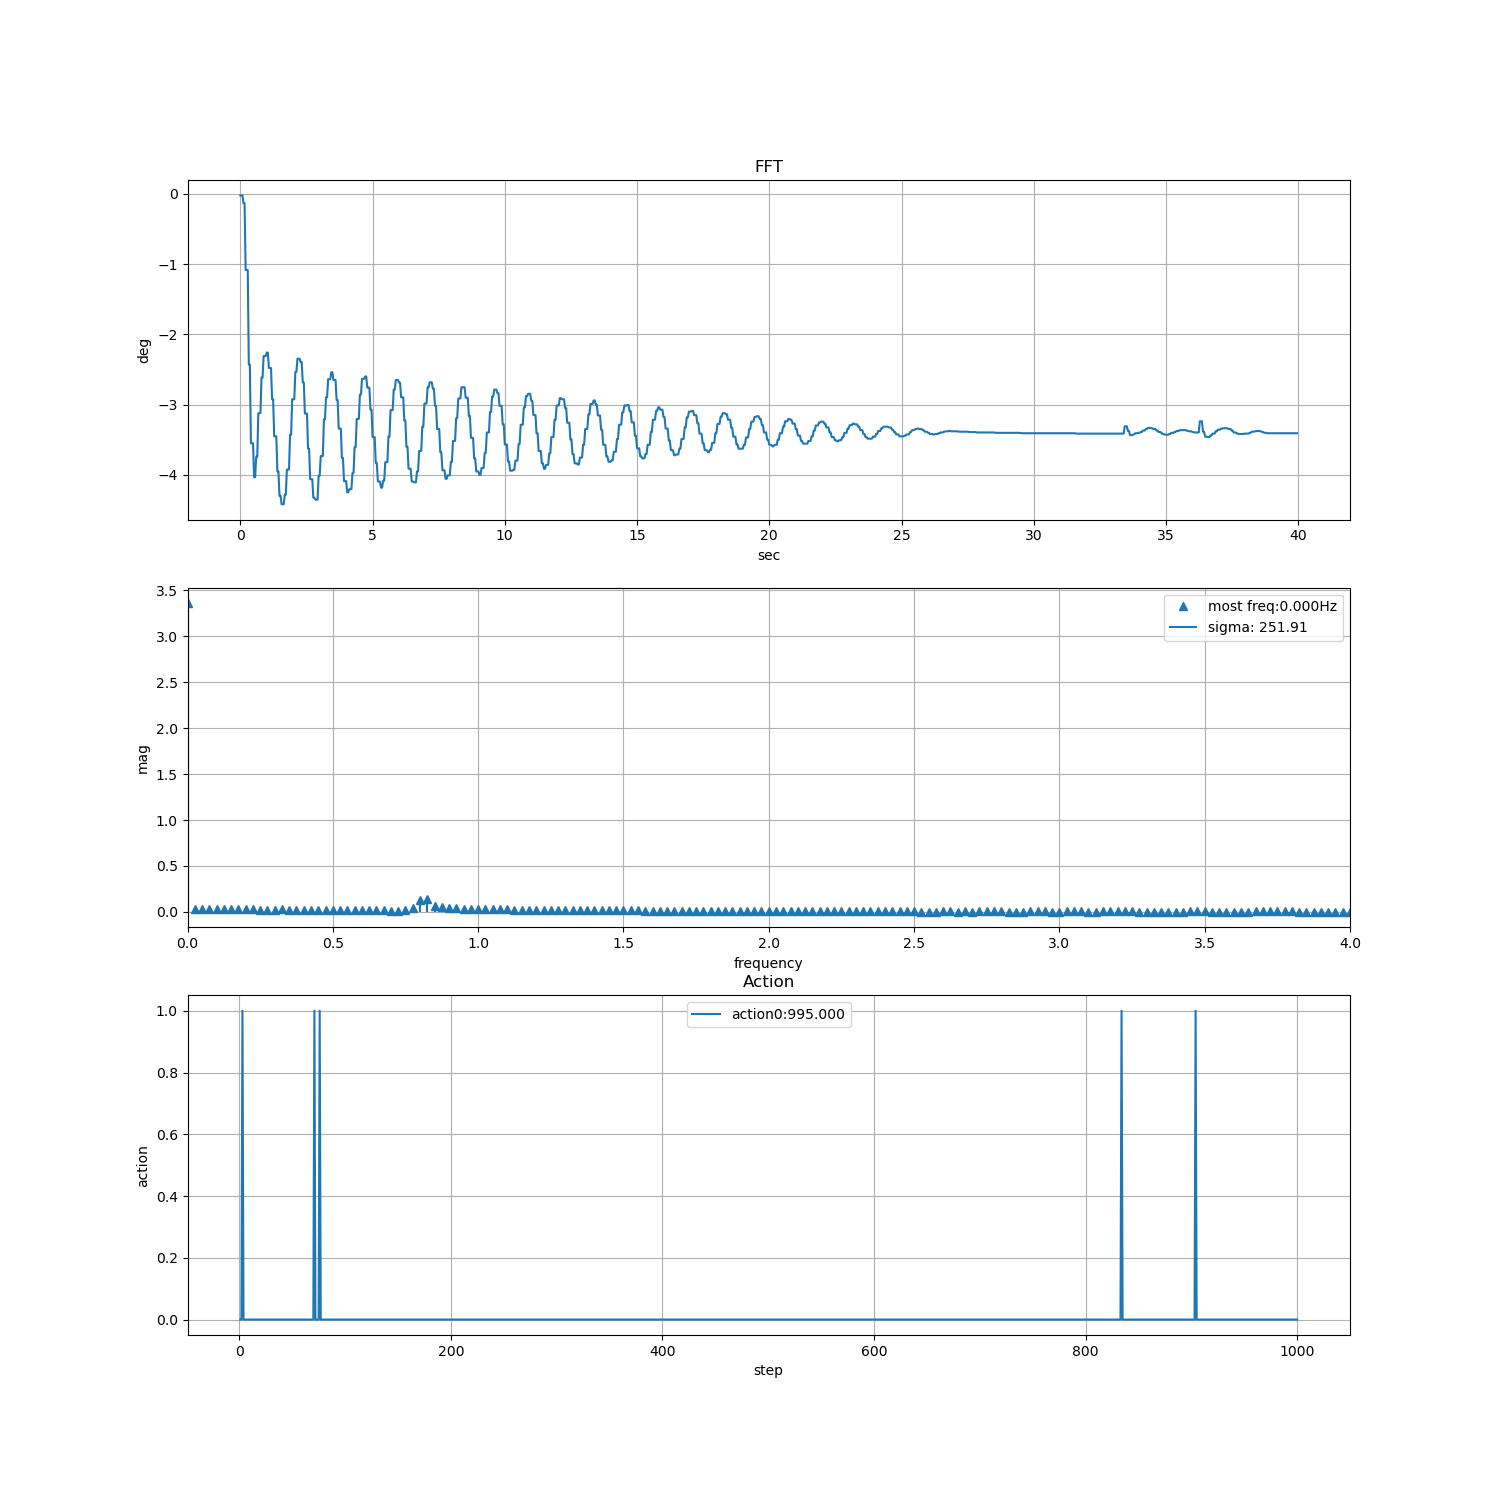 FFT
0
−1
−2
−3
−4
deg
0 5 10 15 20 25 30 35 40
sec
3.5
3.0
2.5
2.0
1.5
1.0
0.5
0.0
mag
most freq:0.000Hz
sigma: 251.91
0.0 0.5 1.0 1.5 2.0 2.5 3.0 3.5 4.0
frequency
Action
1.0
0.8
0.6
0.4
0.2
0.0
action
action0:995.000
0 200 400 600 800 1000
step